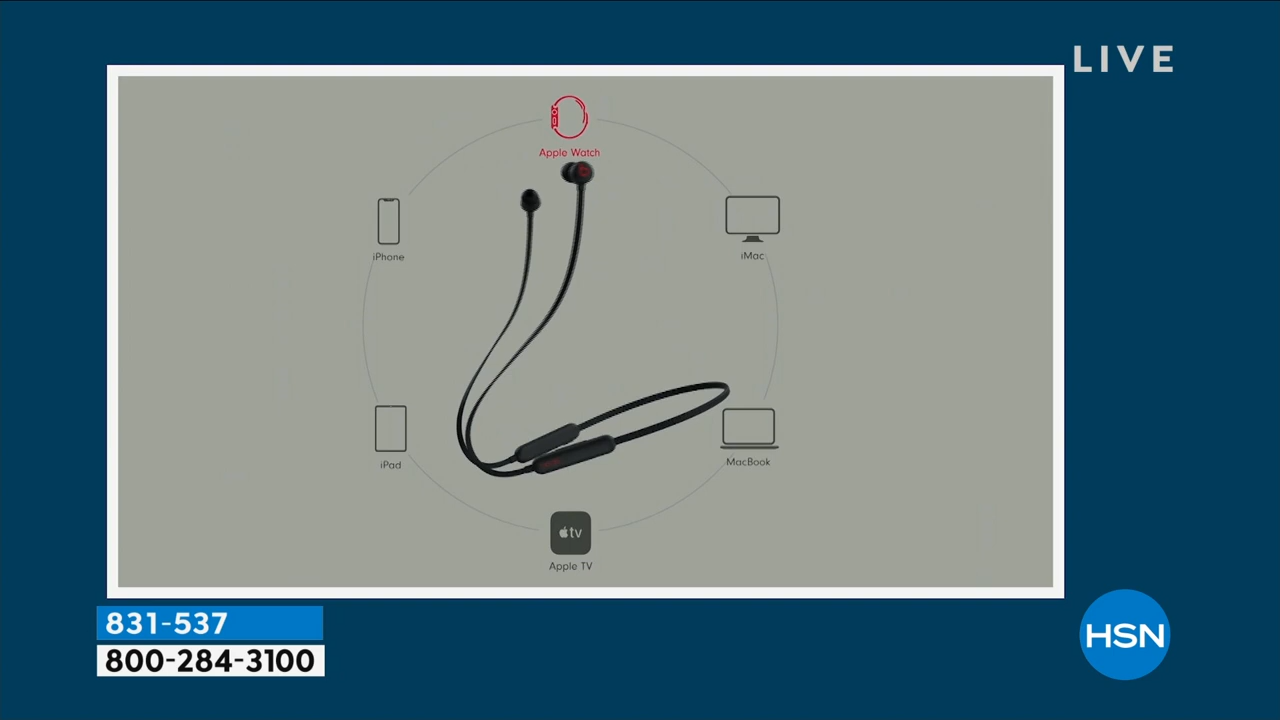 LIVE
Apple Watch
iPhone
iMac
iPad
MacBook
tv
Apple TV
831-537
800-284-3100
HSN